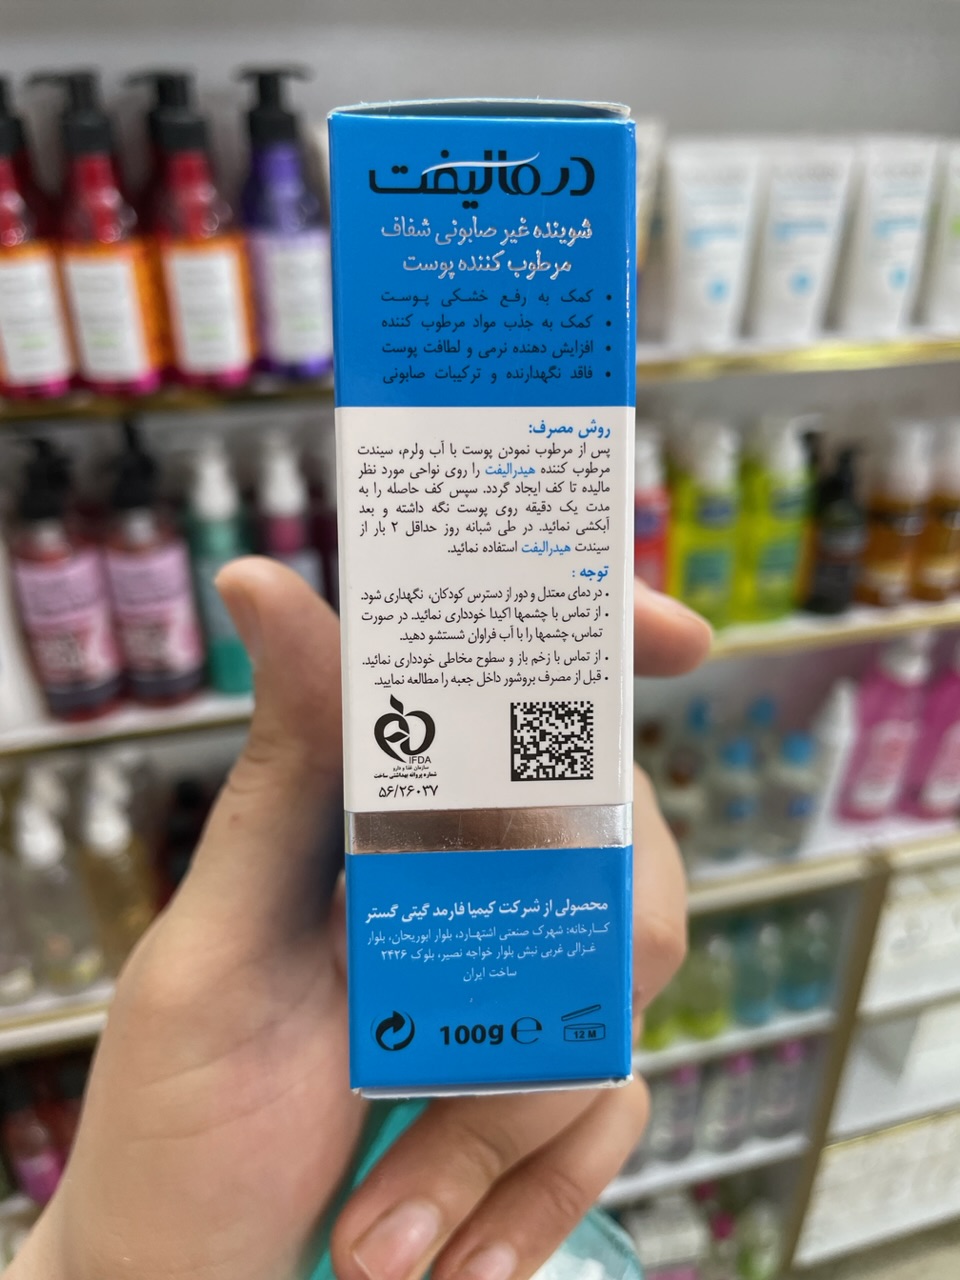 درمالیفت
شوینده غیر صابونی شفاف
مرطوب کننده پوست
• کمک به رفع خشکی پوست
• کمک به جذب مواد مرطوب کننده
• افزایش دهنده نرمی و لطافت پوست
• فاقد نگهدارنده و ترکیبات صابونی
روش مصرف:
پس از مرطوب نمودن پوست با آب ولرم، سیندت
مرطوب کننده هیدرالیفت را روی نواحی مورد نظر
مالیده تا کف ایجاد گردد. سپس کف حاصله را به
مدت یک دقیقه روی پوست نگه داشته و بعد
آبکشی نمائید. در طی شبانه روز حداقل ۲ بار از
سیندت هیدرالیفت استفاده نمائید.
توجه :
• در دمای معتدل و دور از دسترس کودکان، نگهداری شود.
• از تماس با چشمها اکیدا خودداری نمائید. در صورت
تماس، چشمها را با آب فراوان شستشو دهید.
• از تماس با زخم باز و سطوح مخاطی خودداری نمائید.
• قبل از مصرف بروشور داخل جعبه را مطالعه نمایید.
IFDA
سازمان غذا و دارو
شماره پروانه بهداشتی ساخت
۵۶/۲۶۰۳۷
محصولی از شرکت کیمیا فارمد گیتی گستر
کارخانه: شهرک صنعتی اشتهارد، بلوار ابوریحان، بلوار
غزالی غربی نبش بلوار خواجه نصیر، بلوک ۲۴۲۶
ساخت ایران
100g ℮
12 M